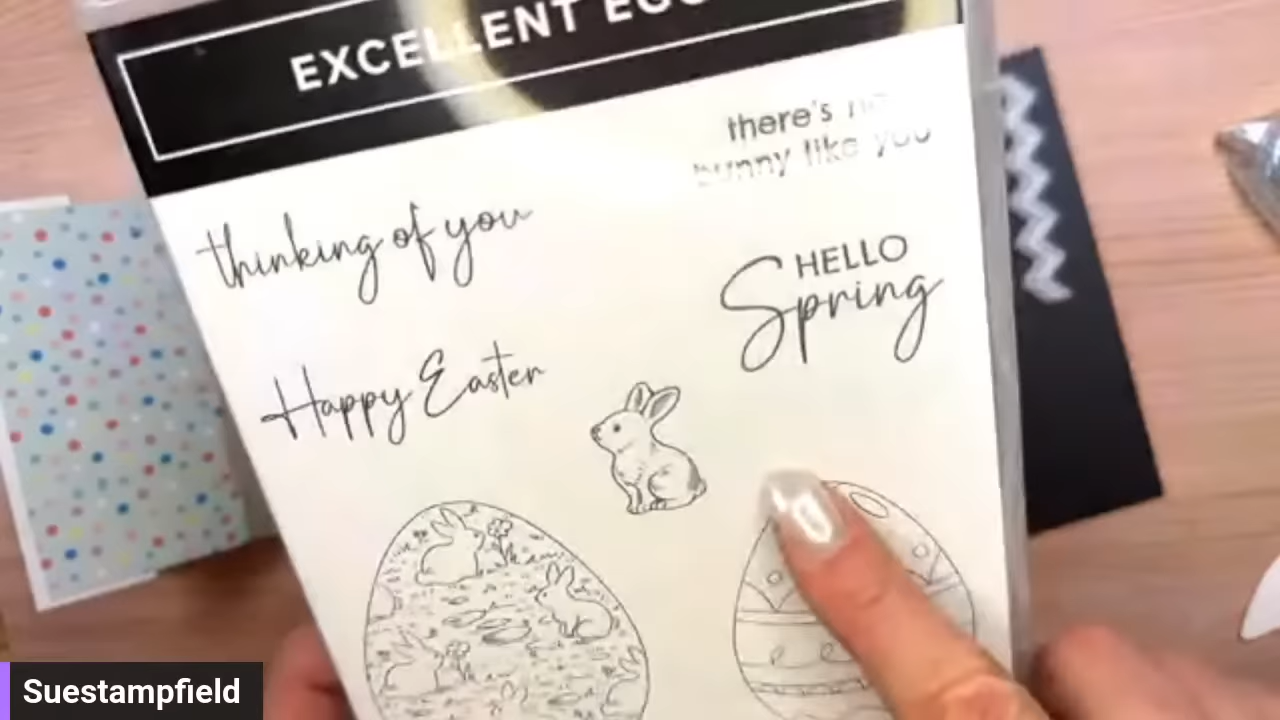 EXCELLENT
there's
bunny like you
thinking of you
HELLO
Spring
Happy Easter
Suestampfield